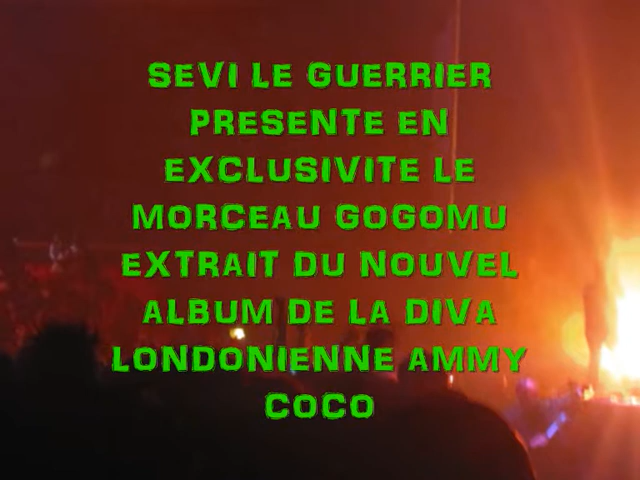 SEVI LE GUERRIER
PRESENTE EN
EXCLUSIVITE LE
MORCEAU GOGOMU
EXTRAIT DU NOUVEL
ALBUM DE LA DIVA
LONDONIENNE AMMY
COCO